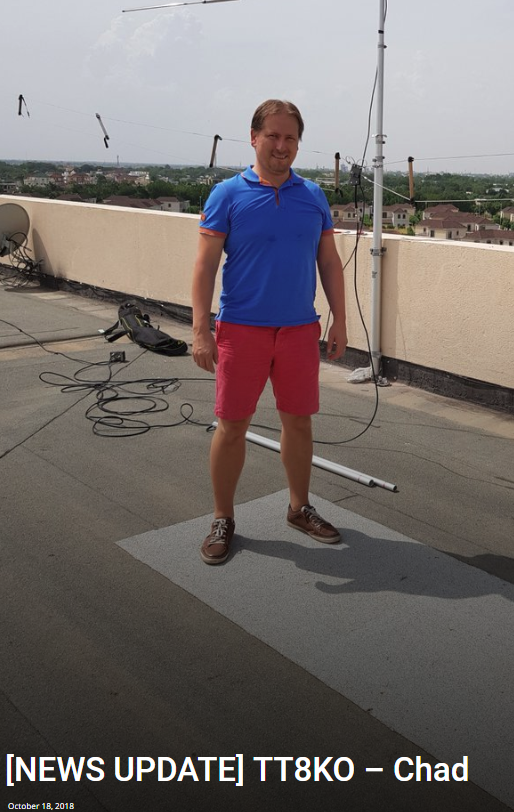 [NEWS UPDATE] TT8KO – Chad
October 18, 2018